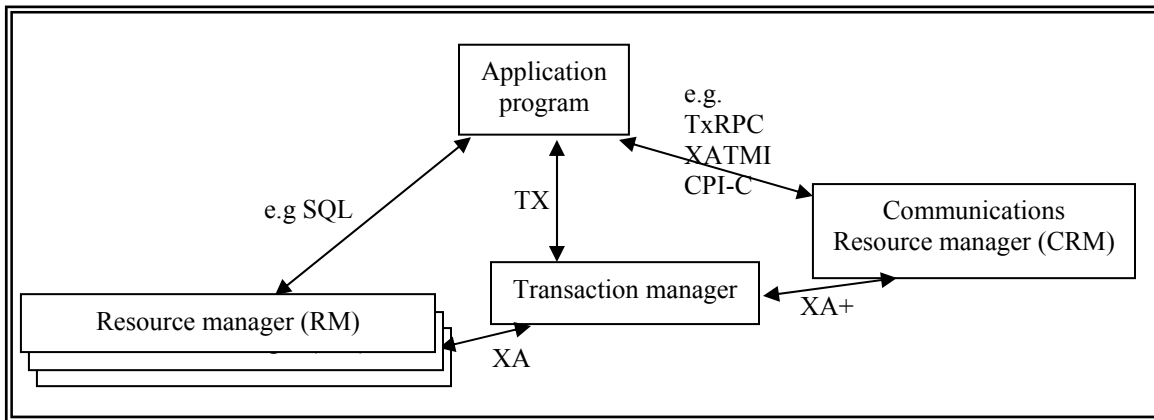 Application
program
e.g.
TxRPC
XATMI
CPI-C
e.g SQL
TX
Communications
Resource manager (CRM)
Transaction manager
XA+
Resource manager (RM)
XA